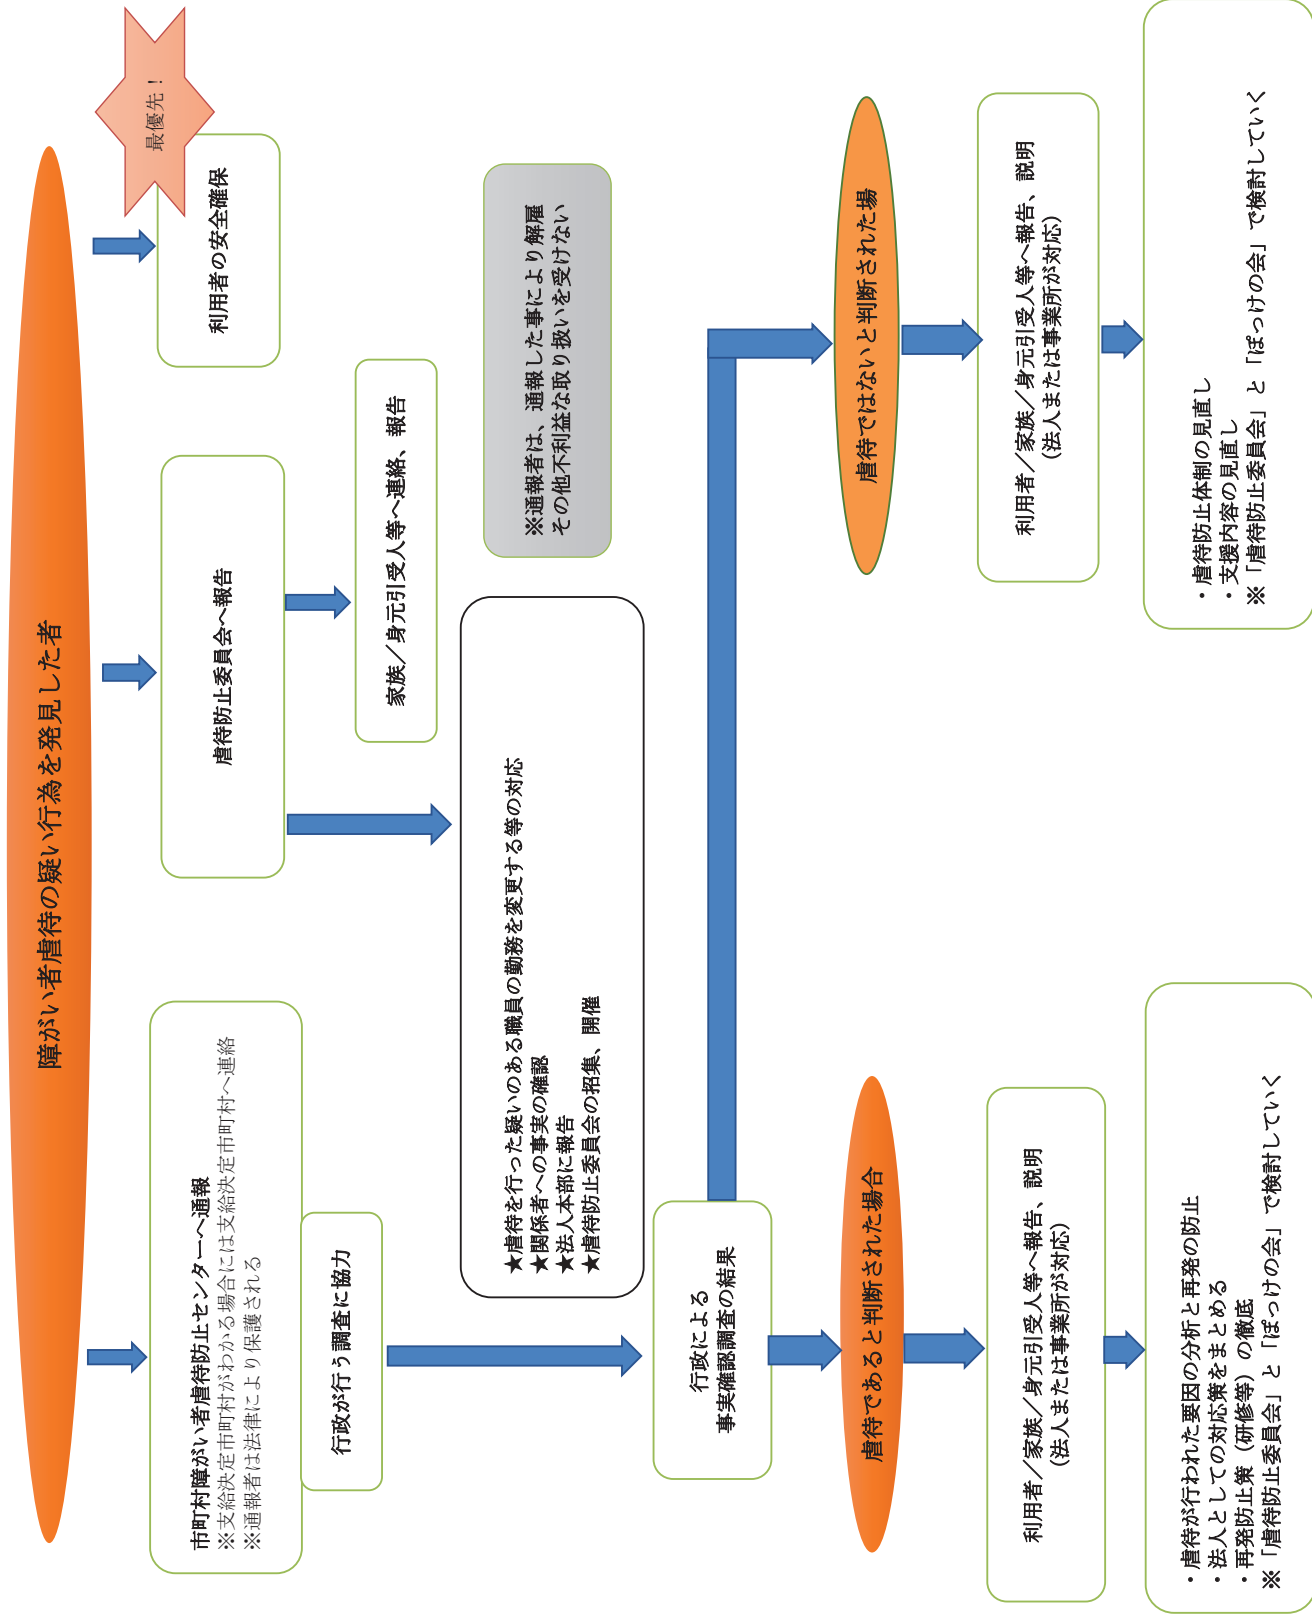 障がい者虐待の疑い行為を発見した者
市町村障がい者虐待防止センターへ通報
※支給決定市町村がわかる場合には支給決定市町村へ連絡
※通報者は法律により保護される
虐待防止委員会へ報告
利用者の安全確保
最優先！
行政が行う調査に協力
家族／身元引受人等へ連絡、報告
★虐待を行った疑いのある職員の勤務を変更する等の対応
★関係者への事実の確認
★法人本部に報告
★虐待防止委員会の招集、開催
※通報者は、通報した事により解雇
その他不利益な取り扱いを受けない
行政による
事実確認調査の結果
虐待であると判断された場合
虐待ではないと判断された場
利用者／家族／身元引受人等へ報告、説明
（法人または事業所が対応）
利用者／家族／身元引受人等へ報告、説明
（法人または事業所が対応）
・虐待が行われた要因の分析と再発の防止
・法人としての対応策をまとめる
・再発防止策（研修等）の徹底
※「虐待防止委員会」と「ぽっけの会」で検討していく
・虐待防止体制の見直し
・支援内容の見直し
※「虐待防止委員会」と「ぽっけの会」で検討していく